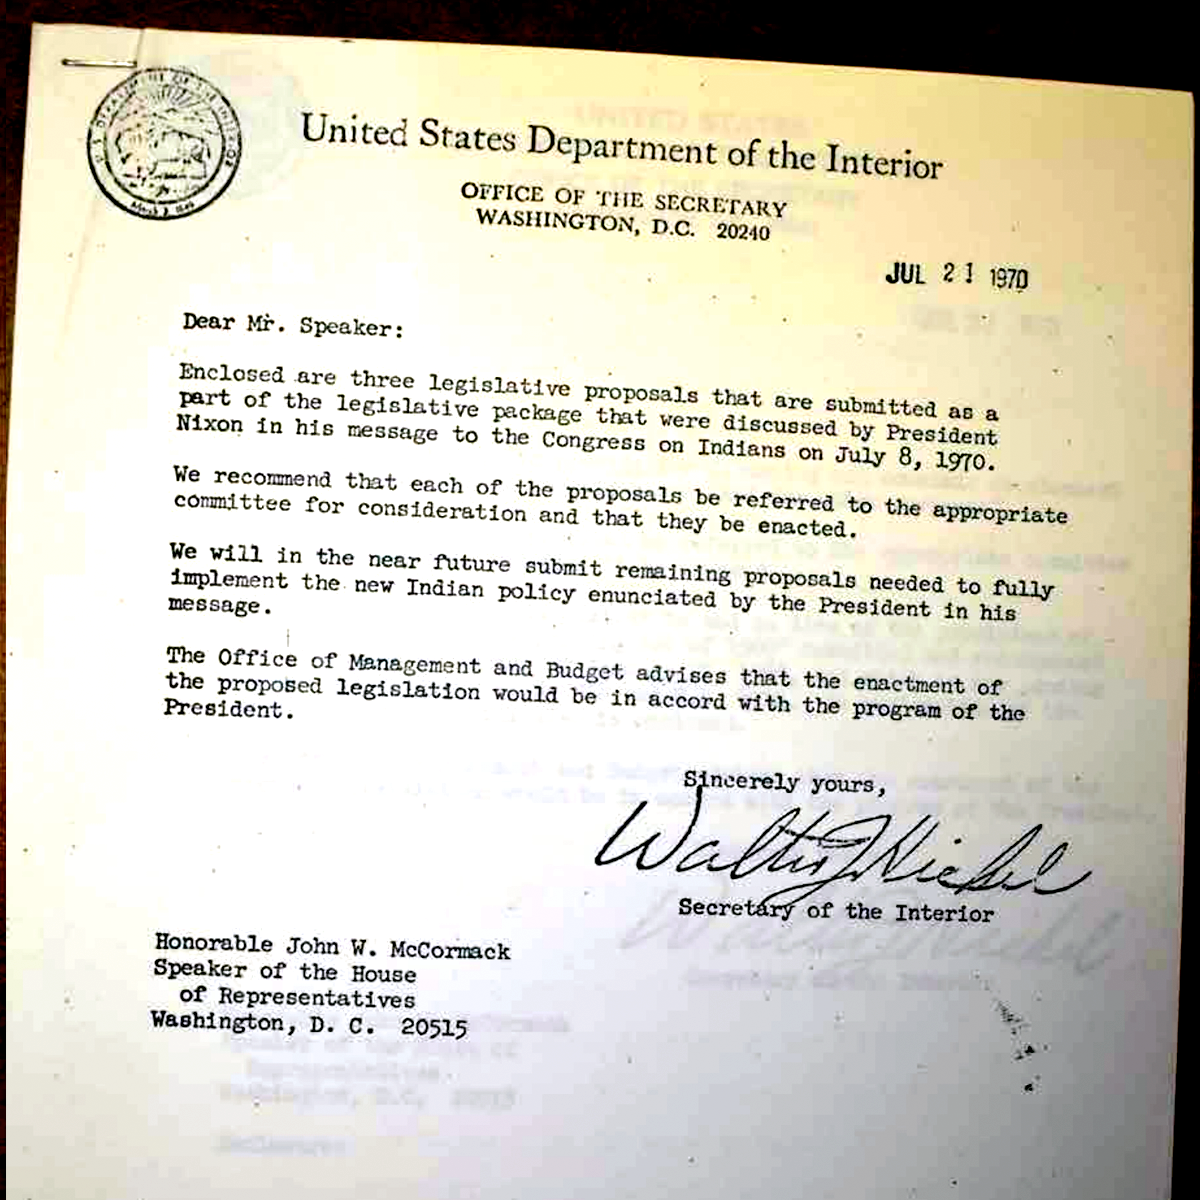 U. S. DEPARTMENT OF THE INTERIOR
March 3, 1849
United States Department of the Interior
OFFICE OF THE SECRETARY
WASHINGTON, D.C. 20240
JUL 21 1970
Dear Mr. Speaker:
Enclosed are three legislative proposals that are submitted as a
part of the legislative package that were discussed by President
Nixon in his message to the Congress on Indians on July 8, 1970.
We recommend that each of the proposals be referred to the appropriate
committee for consideration and that they be enacted.
We will in the near future submit remaining proposals needed to fully
implement the new Indian policy enunciated by the President in his
message.
The Office of Management and Budget advises that the enactment of
the proposed legislation would be in accord with the program of the
President.
Sincerely yours,
Walter J Hickel
Secretary of the Interior
Honorable John W. McCormack
Speaker of the House
of Representatives
Washington, D. C. 20515